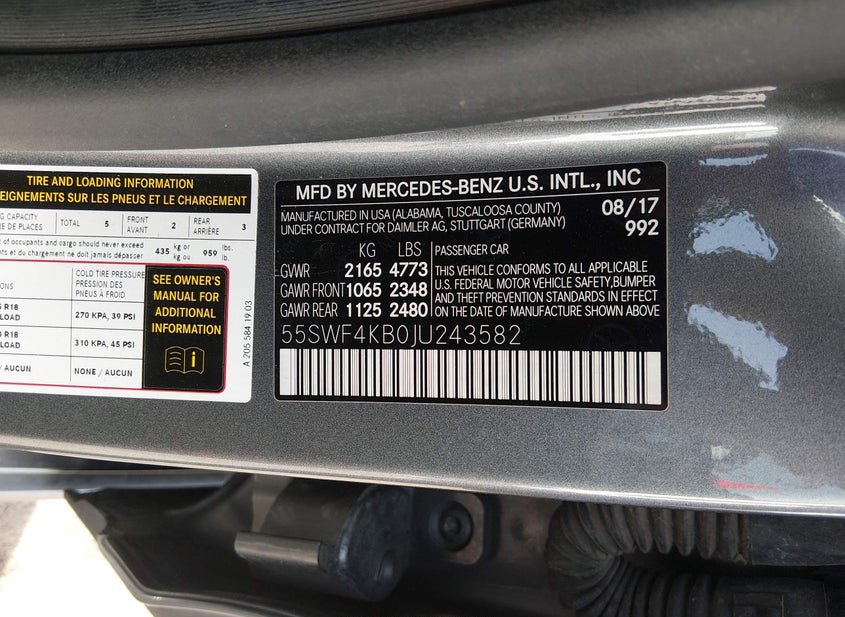 TIRE AND LOADING INFORMATION
EIGNEMENTS SUR LES PNEUS ET LE CHARGEMENT
G CAPACITY TOTAL 5 FRONT 2 REAR 3
E DE PLACES AVANT ARRIÈRE
t of occupants and cargo should never exceed 435 kg or 959 lbs.
nts et du chargement ne doit jamais dépasser kg ou lb.
COLD TIRE PRESSURE
PRESSION DES
PNEUS À FROID
R18 270 KPA, 39 PSI
LOAD
R18 310 KPA, 45 PSI
LOAD
/ AUCUN NONE / AUCUN
SEE OWNER'S
MANUAL FOR
ADDITIONAL
INFORMATION
A 205 584 19 03
MFD BY MERCEDES-BENZ U.S. INTL., INC
MANUFACTURED IN USA (ALABAMA, TUSCALOOSA COUNTY) 08/17
UNDER CONTRACT FOR DAIMLER AG, STUTTGART (GERMANY) 992
KG LBS PASSENGER CAR
GVWR 2165 4773 THIS VEHICLE CONFORMS TO ALL APPLICABLE
GAWR FRONT 1065 2348 U.S. FEDERAL MOTOR VEHICLE SAFETY,BUMPER
GAWR REAR 1125 2480 AND THEFT PREVENTION STANDARDS IN EFFECT
ON THE DATE OF MANUFACTURE SHOWN ABOVE
55SWF4KB0JU243582